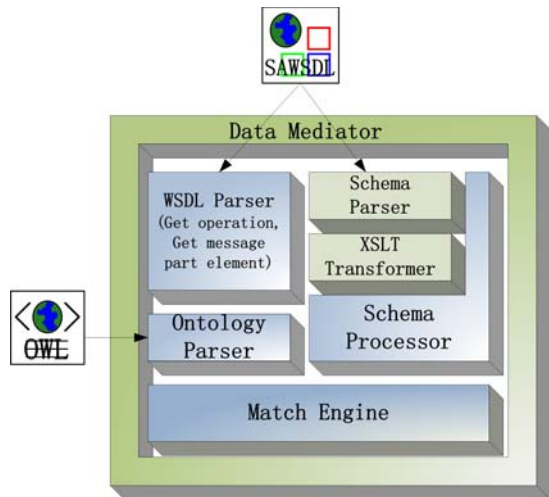 SAWSDL
Data Mediator
WSDL Parser
(Get operation,
Get message
part element)
Schema
Parser
XSLT
Transformer
Schema
Processor
< >
OWL
Ontology
Parser
Match Engine